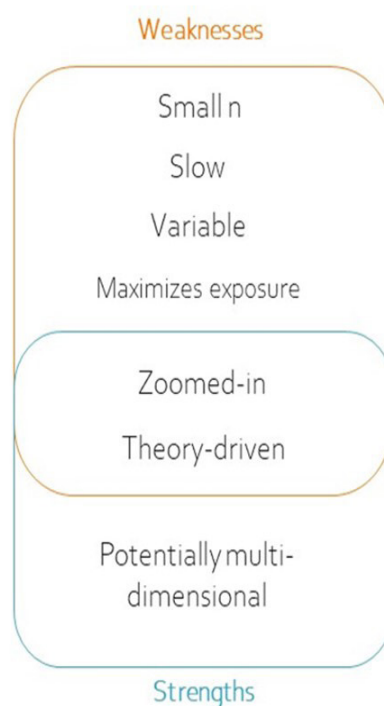 Weaknesses
Small n
Slow
Variable
Maximizes exposure
Zoomed-in
Theory-driven
Potentially multi-
dimensional
Strengths